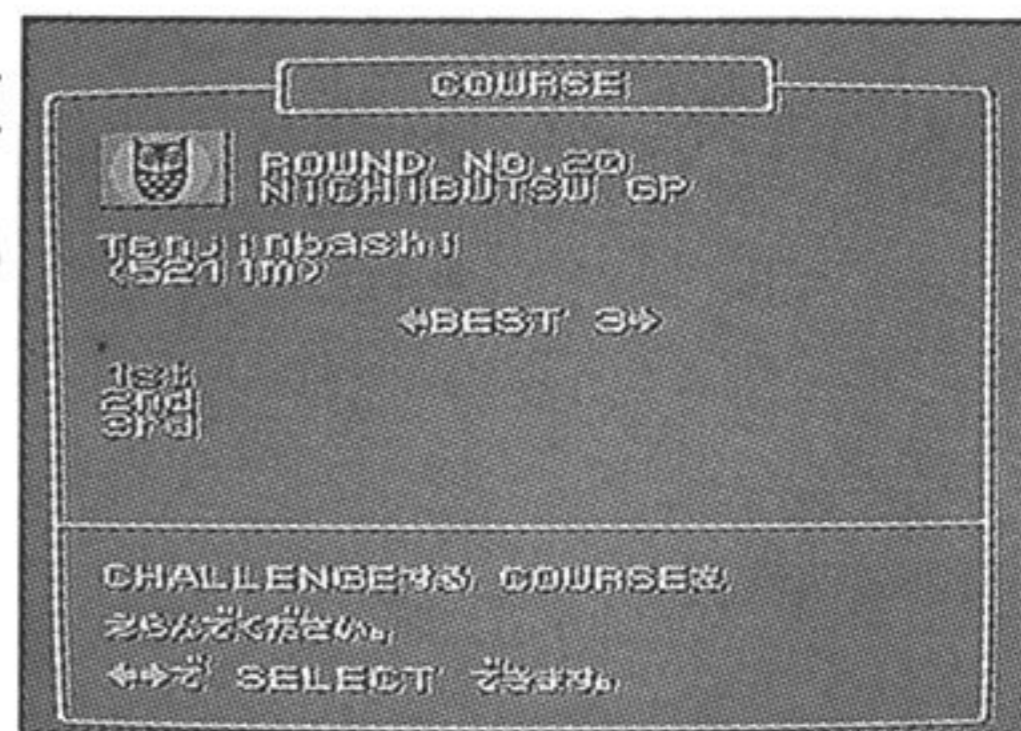 COURSE
ROUND No.20
NICHIBUTSU GP
Tenjinbashi
<5211m>
←BEST 3→
1st
2nd
3rd
CHALLENGEする COURSEを
えらんでください。
←→で SELECT できます。